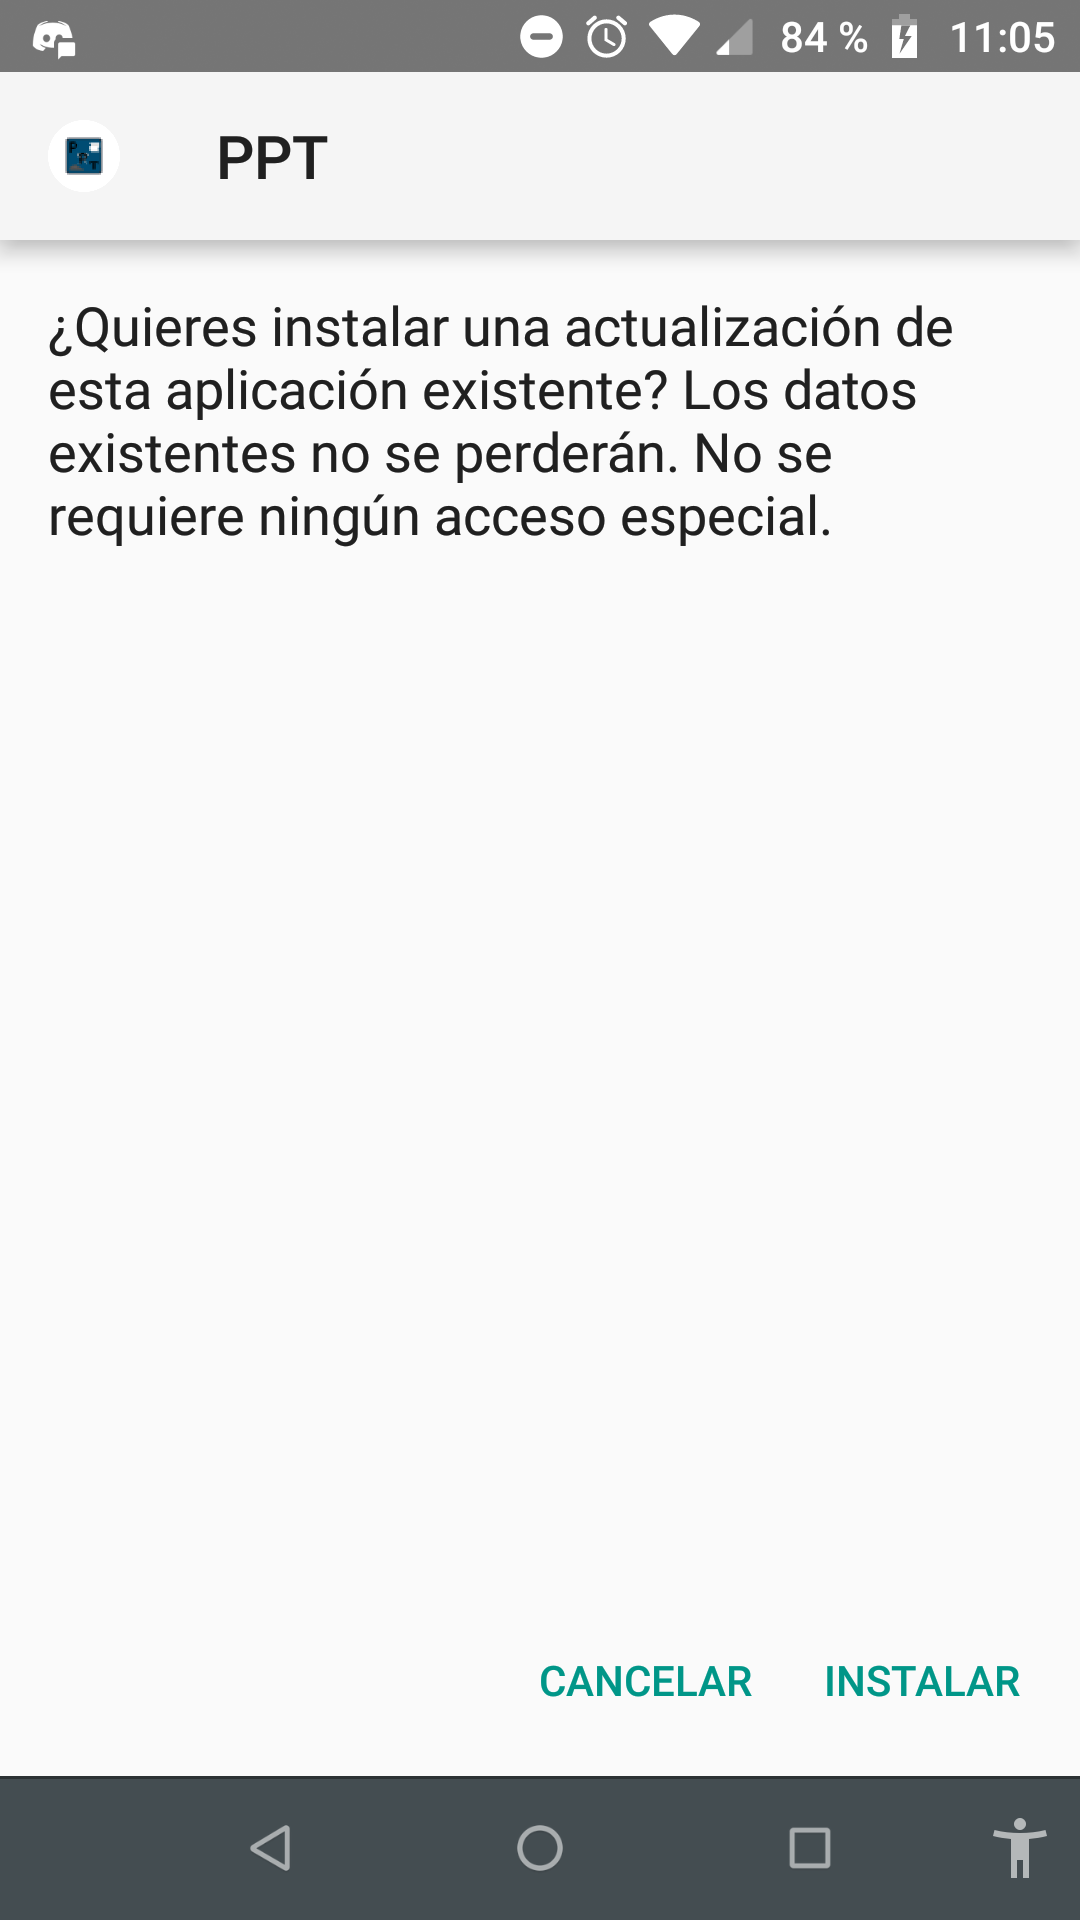 84 % 11:05
PPT
¿Quieres instalar una actualización de
esta aplicación existente? Los datos
existentes no se perderán. No se
requiere ningún acceso especial.
CANCELAR INSTALAR